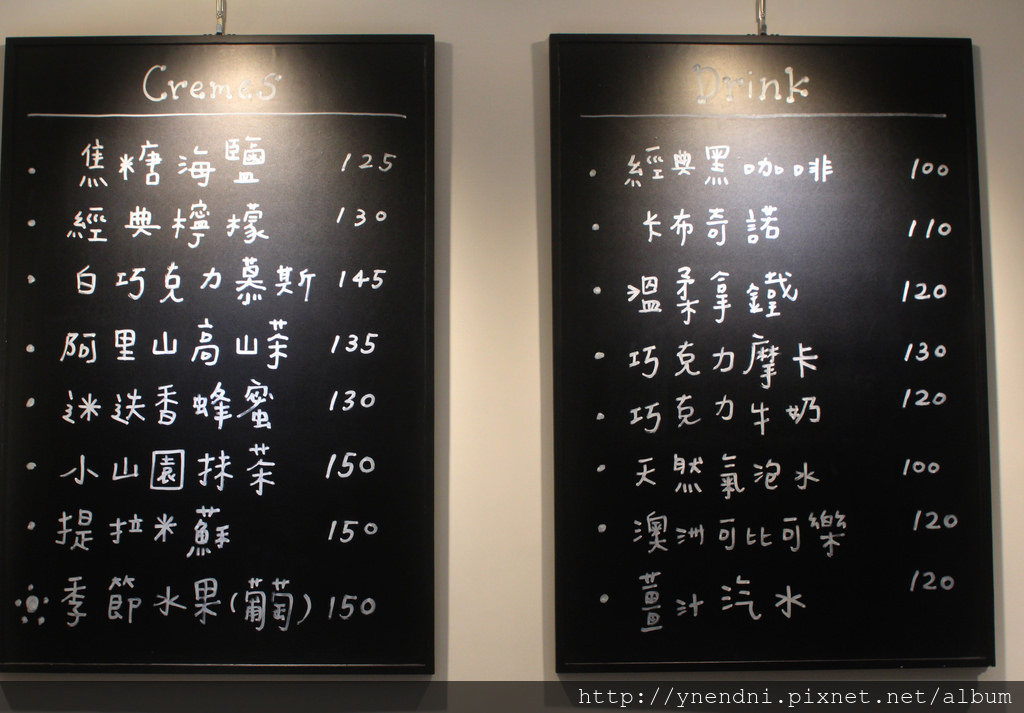 Cremes
焦糖海鹽 125
經典檸檬 130
白巧克力慕斯 145
阿里山高山茶 135
迷迭香蜂蜜 130
小山園抹茶 150
提拉米蘇 150
季節水果(葡萄) 150
Drink
經典黑咖啡 100
卡布奇諾 110
溫柔拿鐵 120
巧克力摩卡 130
巧克力牛奶 120
天然氣泡水 100
澳洲可比可樂 120
薑汁汽水 120
http://ynendni.pixnet.net/album